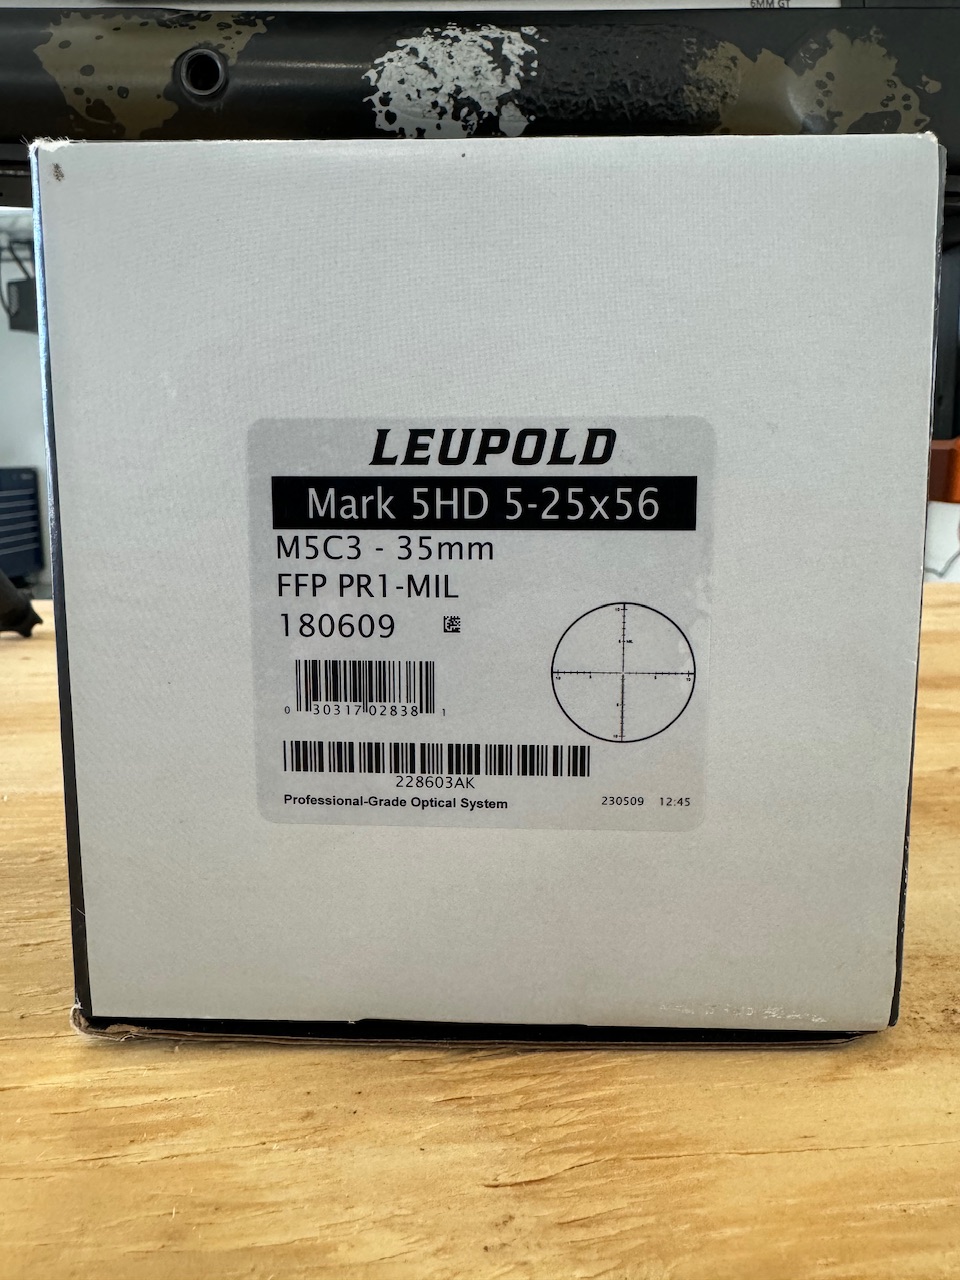 6MM GT
LEUPOLD
Mark 5HD 5-25x56
M5C3 - 35mm
FFP PR1-MIL
180609
0 30317 02838 1
228603AK
Professional-Grade Optical System
230509 12:45